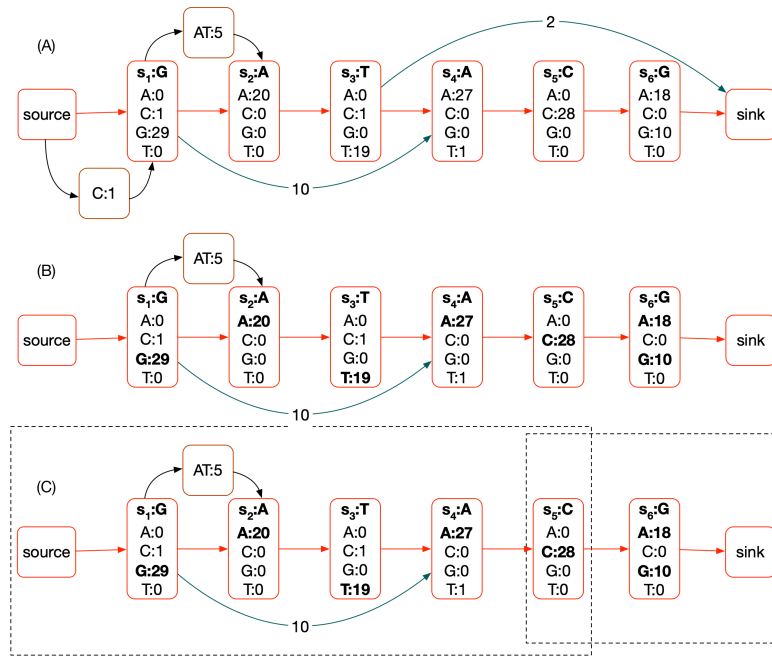 (A)
AT:5
2
source
s₁:G
A:0
C:1
G:29
T:0
s₂:A
A:20
C:0
G:0
T:0
s₃:T
A:0
C:1
G:0
T:19
s₄:A
A:27
C:0
G:0
T:1
s₅:C
A:0
C:28
G:0
T:0
s₆:G
A:18
C:0
G:10
T:0
sink
C:1
10
(B)
AT:5
source
s₁:G
A:0
C:1
G:29
T:0
s₂:A
A:20
C:0
G:0
T:0
s₃:T
A:0
C:1
G:0
T:19
s₄:A
A:27
C:0
G:0
T:1
s₅:C
A:0
C:28
G:0
T:0
s₆:G
A:18
C:0
G:10
T:0
sink
10
(C)
AT:5
source
s₁:G
A:0
C:1
G:29
T:0
s₂:A
A:20
C:0
G:0
T:0
s₃:T
A:0
C:1
G:0
T:19
s₄:A
A:27
C:0
G:0
T:1
s₅:C
A:0
C:28
G:0
T:0
s₆:G
A:18
C:0
G:10
T:0
sink
10